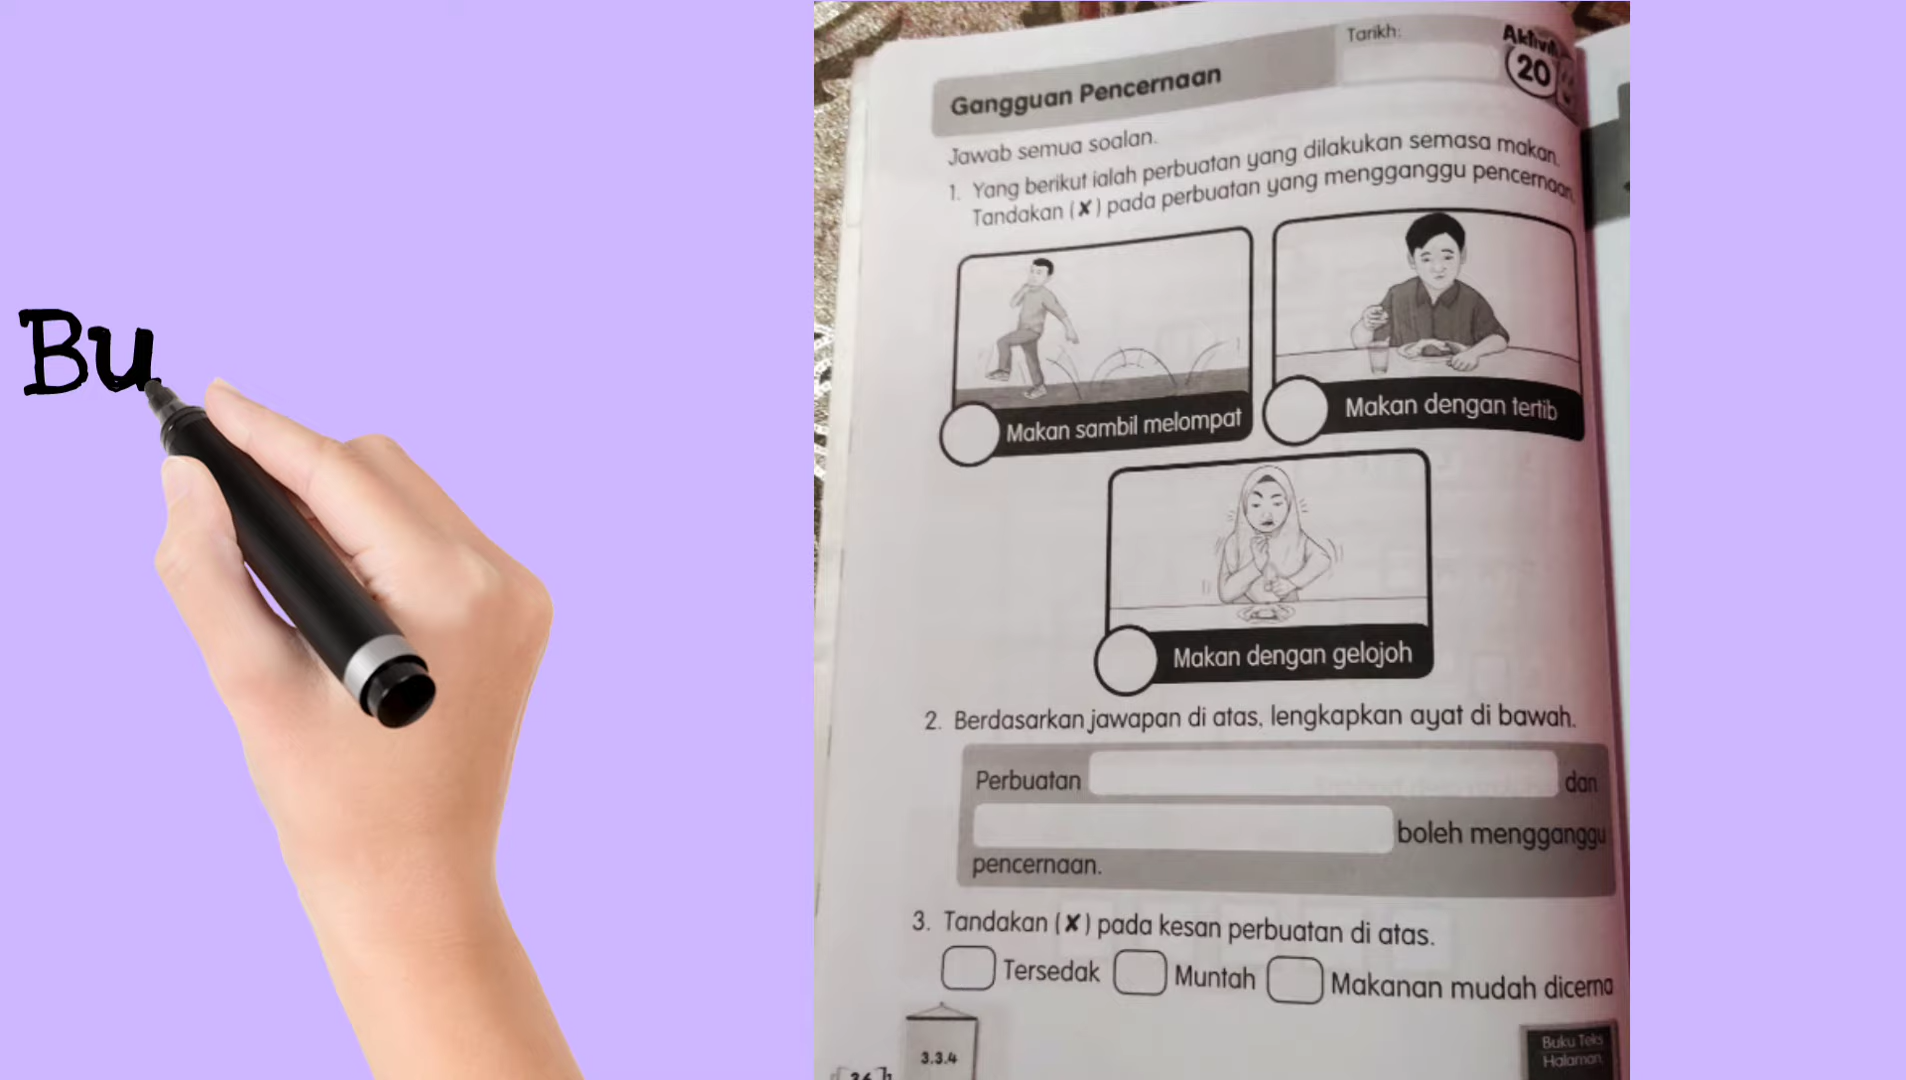 Bu
Tarikh:
Aktiviti
20
Gangguan Pencernaan
Jawab semua soalan.
1. Yang berikut ialah perbuatan yang dilakukan semasa makan.
Tandakan (✘) pada perbuatan yang mengganggu pencernaan.
Makan sambil melompat
Makan dengan tertib
Makan dengan gelojoh
2. Berdasarkan jawapan di atas, lengkapkan ayat di bawah.
Perbuatan dan
boleh mengganggu
pencernaan.
3. Tandakan (✘) pada kesan perbuatan di atas.
Tersedak Muntah Makanan mudah dicerna
3.3.4
Buku Teks
Halaman